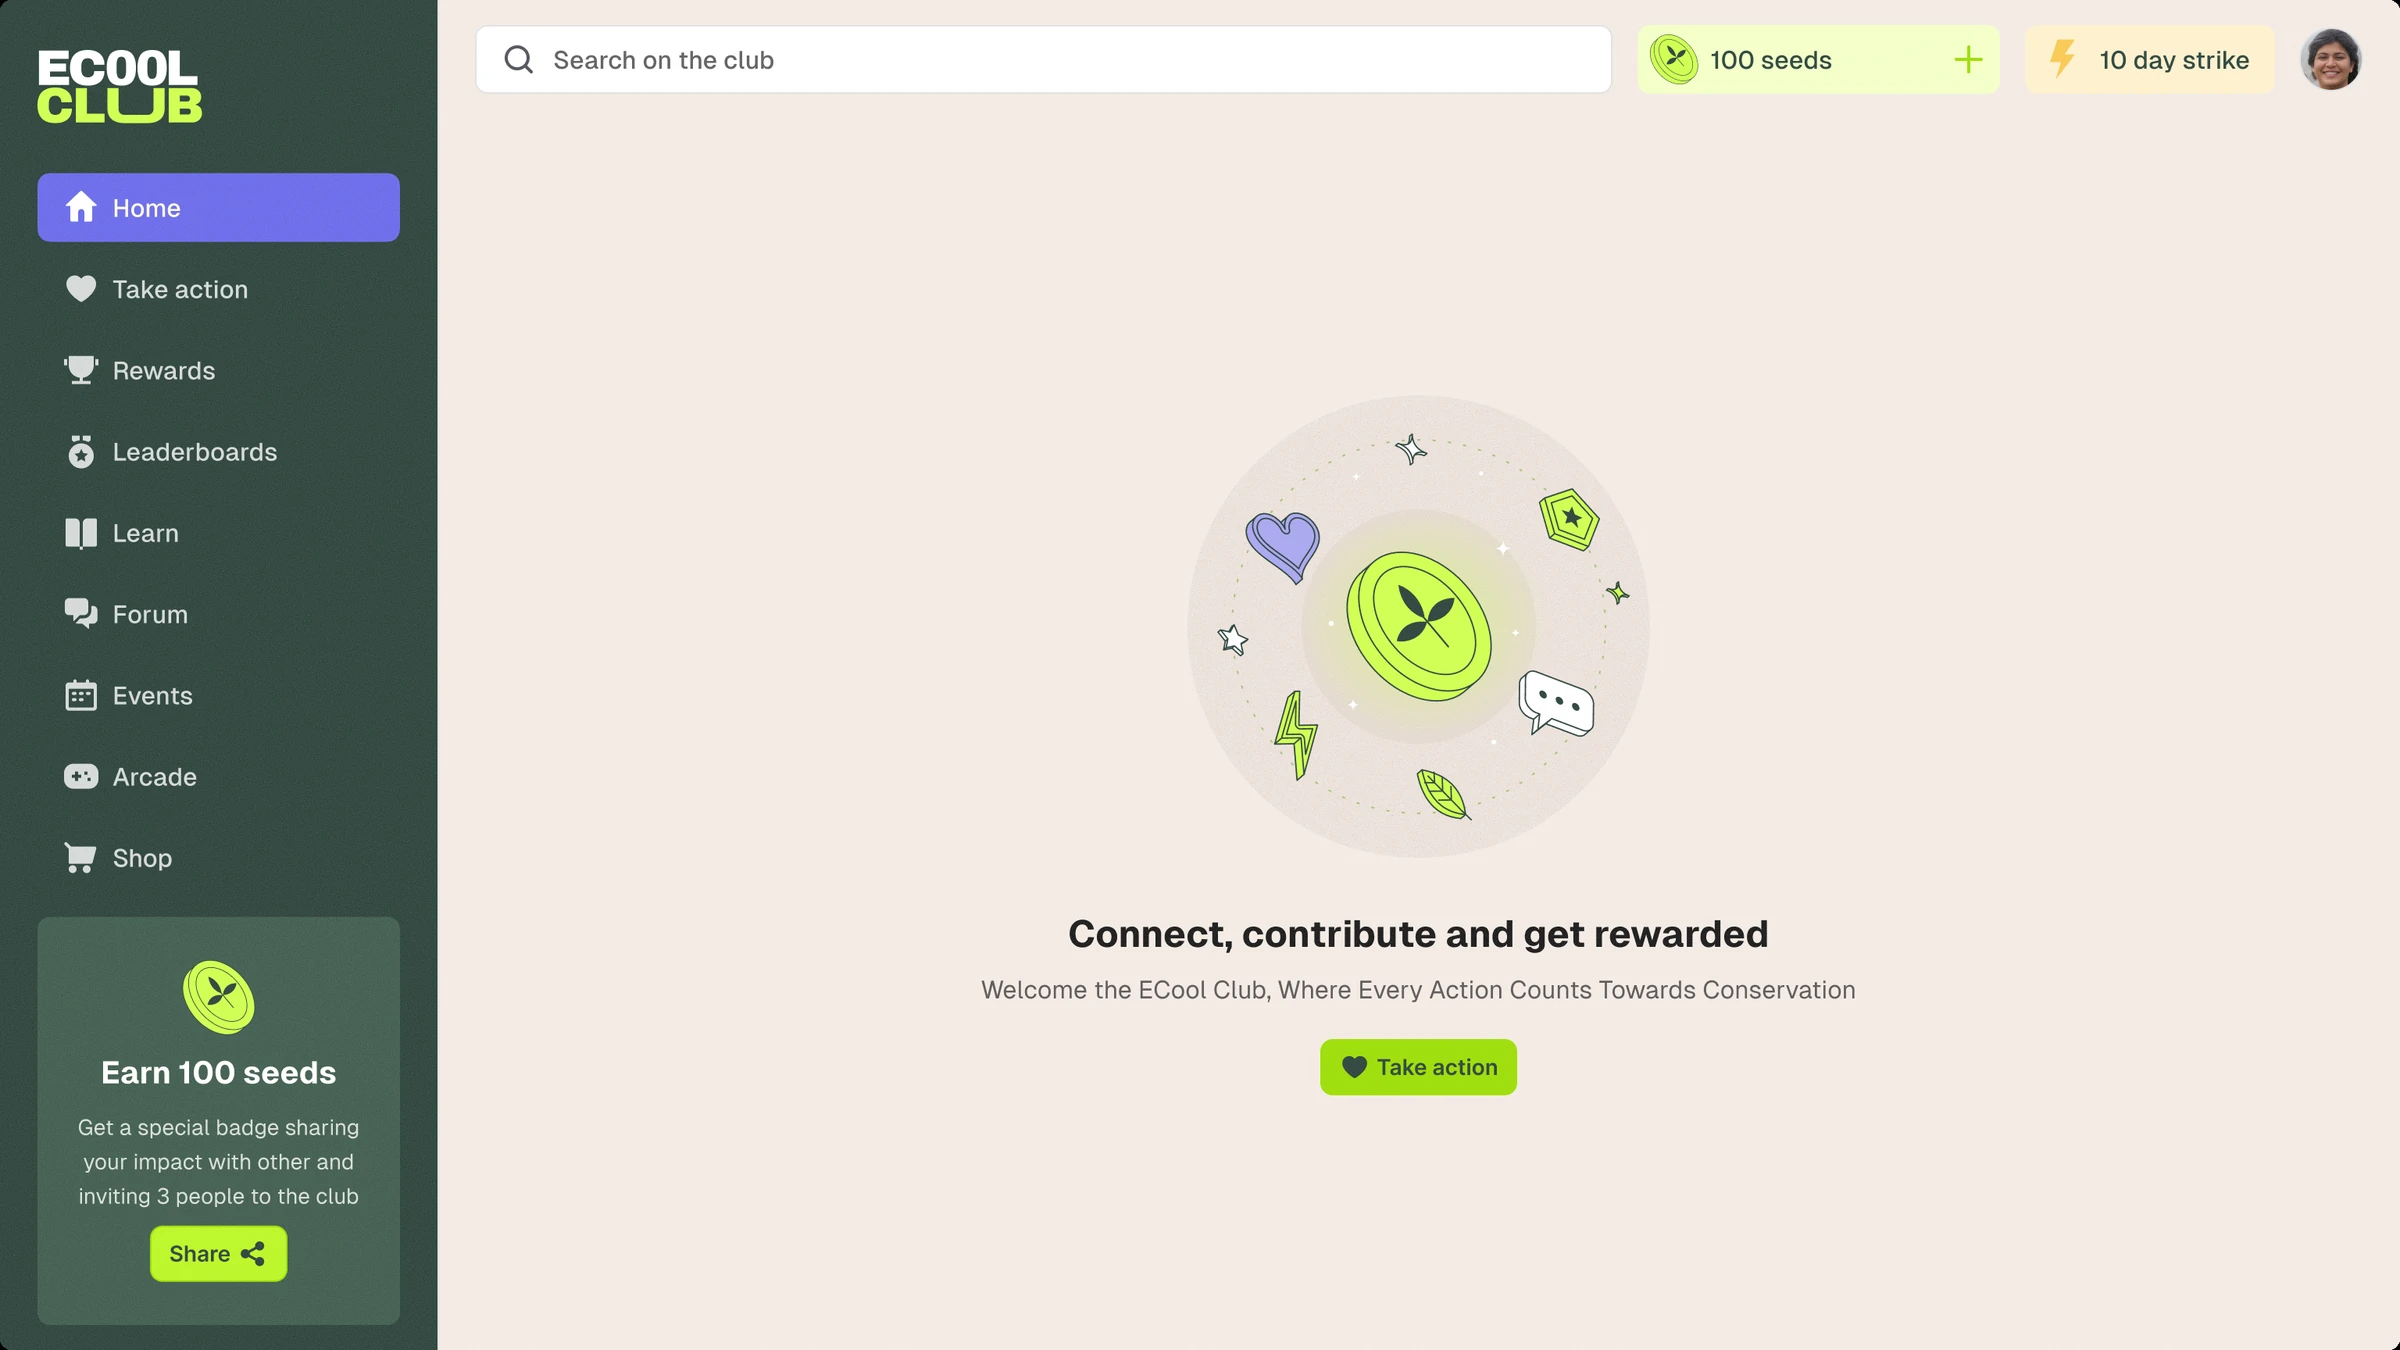 ECOOL
CLUB
Home
Take action
Rewards
Leaderboards
Learn
Forum
Events
Arcade
Shop
Earn 100 seeds
Get a special badge sharing
your impact with other and
inviting 3 people to the club
Share
Search on the club
100 seeds
10 day strike
Connect, contribute and get rewarded
Welcome the ECool Club, Where Every Action Counts Towards Conservation
Take action